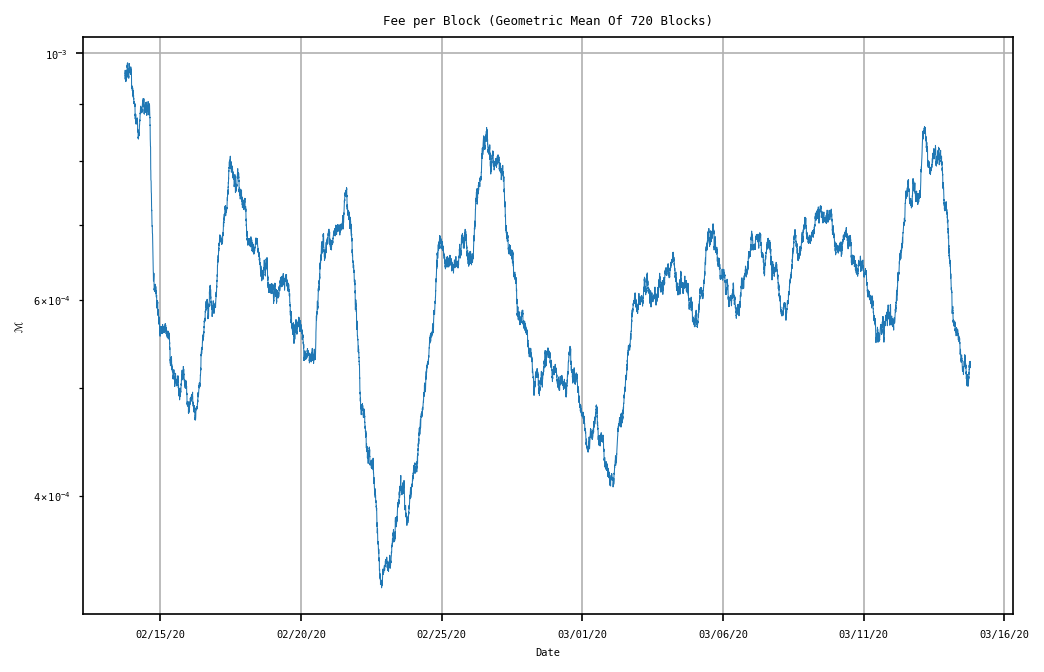 Fee per Block (Geometric Mean Of 720 Blocks)
10⁻³
6×10⁻⁴
4×10⁻⁴
ℳ
02/15/20 02/20/20 02/25/20 03/01/20 03/06/20 03/11/20 03/16/20
Date